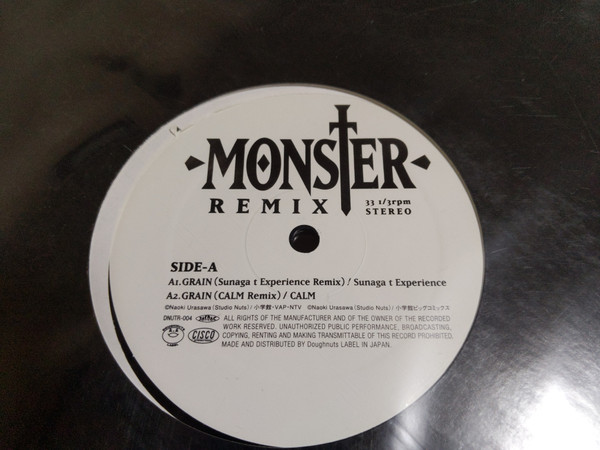 MONSTER
REMIX 33 1/3rpm
STEREO
SIDE-A
A1.GRAIN (Sunaga t Experience Remix) / Sunaga t Experience
A2.GRAIN (CALM Remix) / CALM
©Naoki Urasawa (Studio Nuts) / 小学館・VAP・NTV ©Naoki Urasawa (Studio Nuts) / 小学館ビッグコミックス
DNUTR-004 ALL RIGHTS OF THE MANUFACTURER AND OF THE OWNER OF THE RECORDED
WORK RESERVED. UNAUTHORIZED PUBLIC PERFORMANCE, BROADCASTING,
CISCO COPYING, RENTING AND MAKING TRANSMITTABLE OF THIS RECORD PROHIBITED.
MADE AND DISTRIBUTED BY Doughnuts LABEL IN JAPAN.